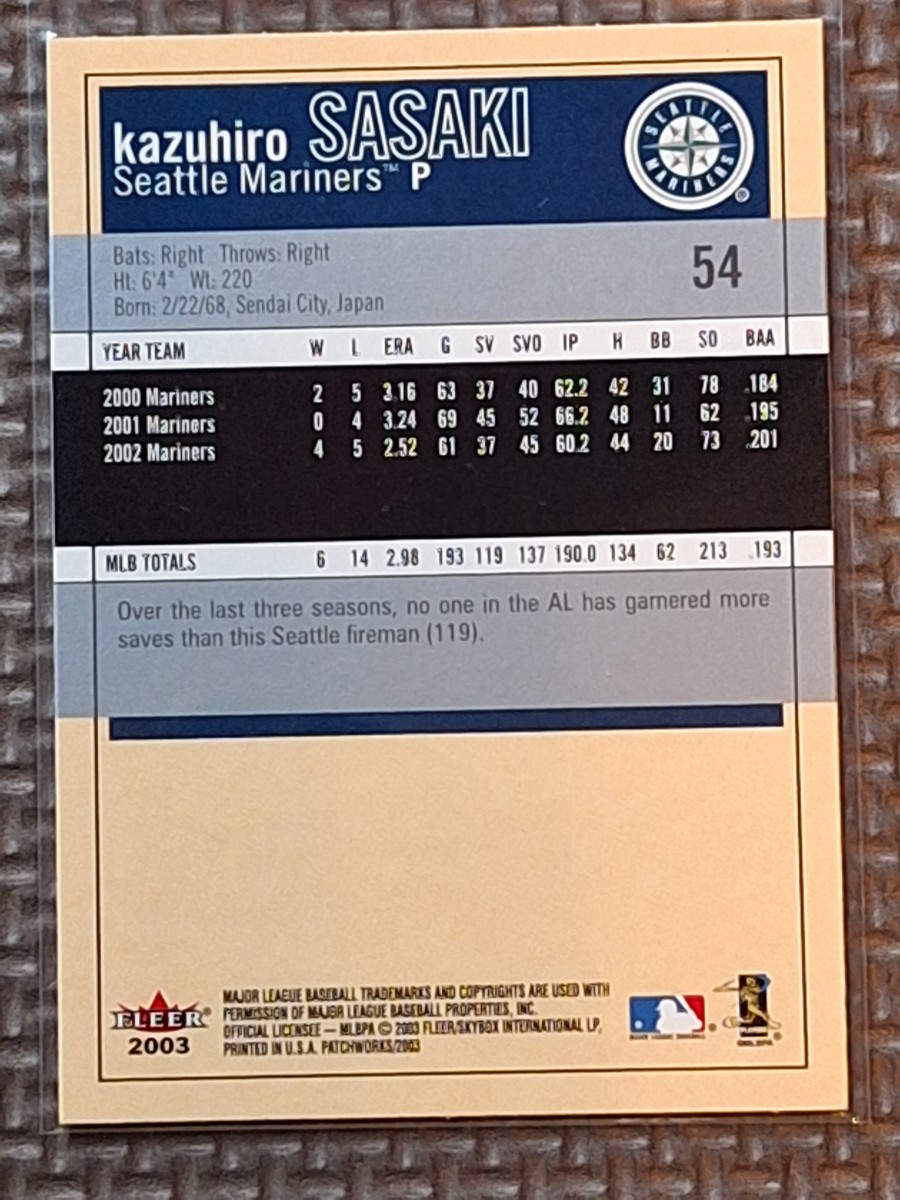 kazuhiro SASAKI
Seattle Mariners™ P
SEATTLE MARINERS ®
Bats: Right Throws: Right
Ht: 6'4" Wt: 220
Born: 2/22/68, Sendai City, Japan
54
YEAR TEAM W L ERA G SV SVO IP H BB SO BAA
2000 Mariners 2 5 3.16 63 37 40 62.2 42 31 78 .184
2001 Mariners 0 4 3.24 69 45 52 66.2 48 11 62 .195
2002 Mariners 4 5 2.52 61 37 45 60.2 44 20 73 .201
MLB TOTALS 6 14 2.98 193 119 137 190.0 134 62 213 .193
Over the last three seasons, no one in the AL has garnered more
saves than this Seattle fireman (119).
FLEER®
2003
MAJOR LEAGUE BASEBALL TRADEMARKS AND COPYRIGHTS ARE USED WITH
PERMISSION OF MAJOR LEAGUE BASEBALL PROPERTIES, INC.
OFFICIAL LICENSEE — MLBPA © 2003 FLEER/SKYBOX INTERNATIONAL LP,
PRINTED IN U.S.A. PATCHWORKS/2003